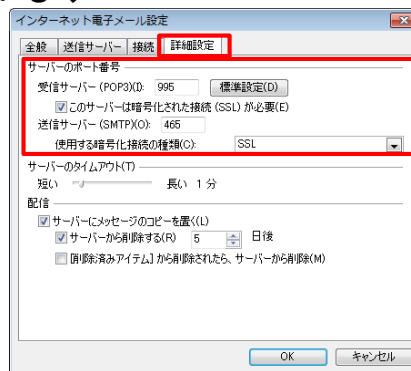 インターネット電子メール設定
全般 送信サーバー 接続 詳細設定
サーバーのポート番号
受信サーバー (POP3)(I): 995 標準設定(D)
このサーバーは暗号化された接続 (SSL) が必要(E)
送信サーバー (SMTP)(O): 465
使用する暗号化接続の種類(C): SSL
サーバーのタイムアウト(T)
短い 長い 1 分
配信
サーバーにメッセージのコピーを置く(L)
サーバーから削除する(R) 5 日後
[削除済みアイテム] から削除されたら、サーバーから削除(M)
OK キャンセル